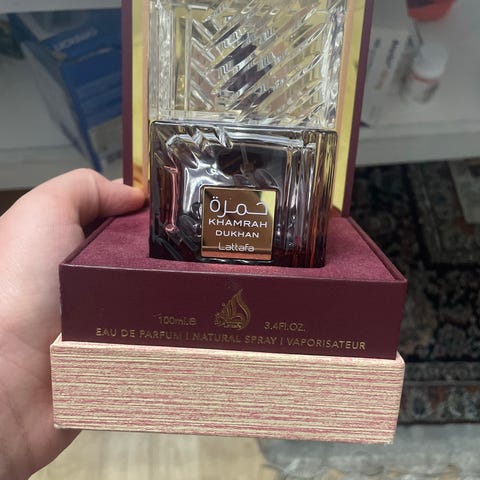 خمرة
KHAMRAH
DUKHAN
Lattafa
100mL℮ 3.4FL.OZ.
EAU DE PARFUM | NATURAL SPRAY | VAPORISATEUR